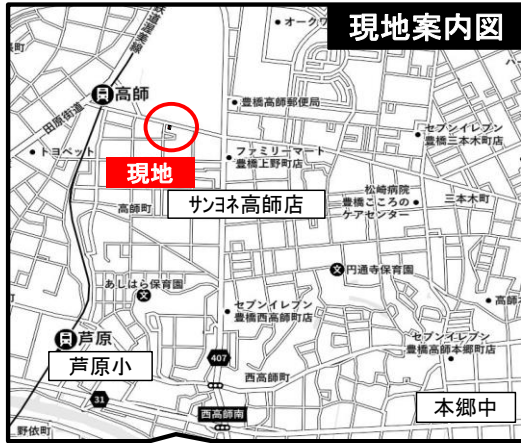 現地案内図
鉄道渥美線
オークワ
町
高師
豊橋高師郵便局
田原街道
トヨペット
現地
ファミリーマート
豊橋上野町店
セブンイレブン
豊橋三本木町店
高師町
サンヨネ高師店
松崎病院
豊橋こころの
ケアセンター
三本木町
あしはら保育園
円通寺保育園
セブンイレブン
豊橋西高師町店
高師
芦原
芦原小
407
セブンイレブン
豊橋高師本郷町店
西高師町
31
西高師南
本郷中
野依町